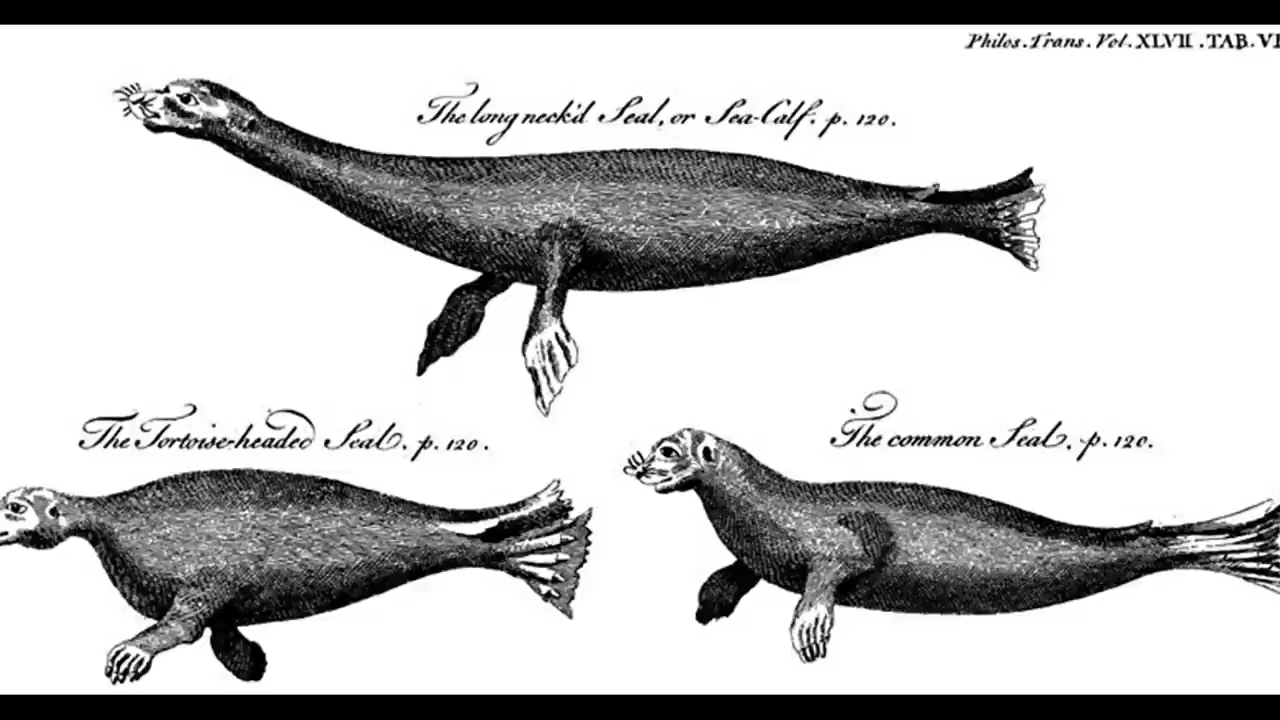 Philos. Trans. Vol. XLVII. TAB. VI
The long neck'd Seal, or Sea-Calf. p. 120.
The Tortoise-headed Seal. p. 120.
The common Seal. p. 120.